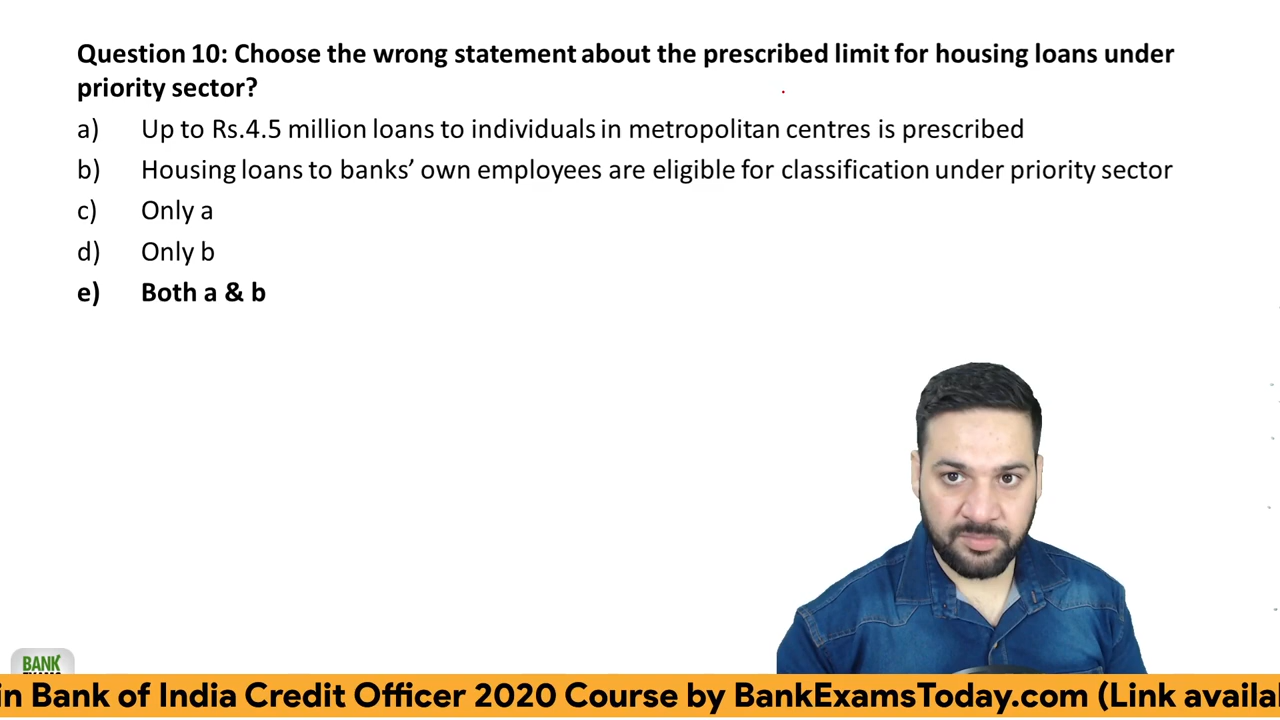 Question 10: Choose the wrong statement about the prescribed limit for housing loans under
priority sector?
a) Up to Rs.4.5 million loans to individuals in metropolitan centres is prescribed
b) Housing loans to banks’ own employees are eligible for classification under priority sector
c) Only a
d) Only b
e) Both a & b
BANK
in Bank of India Credit Officer 2020 Course by BankExamsToday.com (Link availa